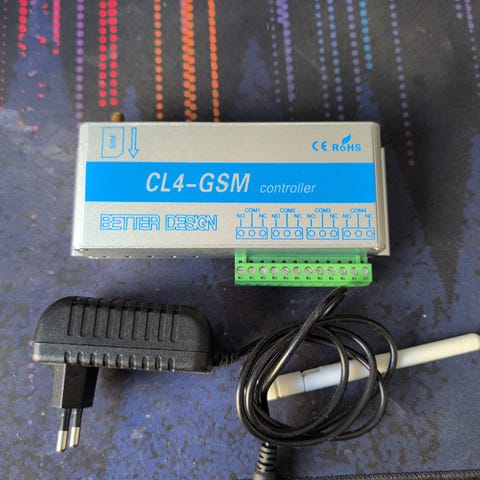 SIM
CE RoHS
CL4-GSM controller
BETTER DESIGN
COM1 COM2 COM3 COM4
NO NC NO NC NO NC NO NC